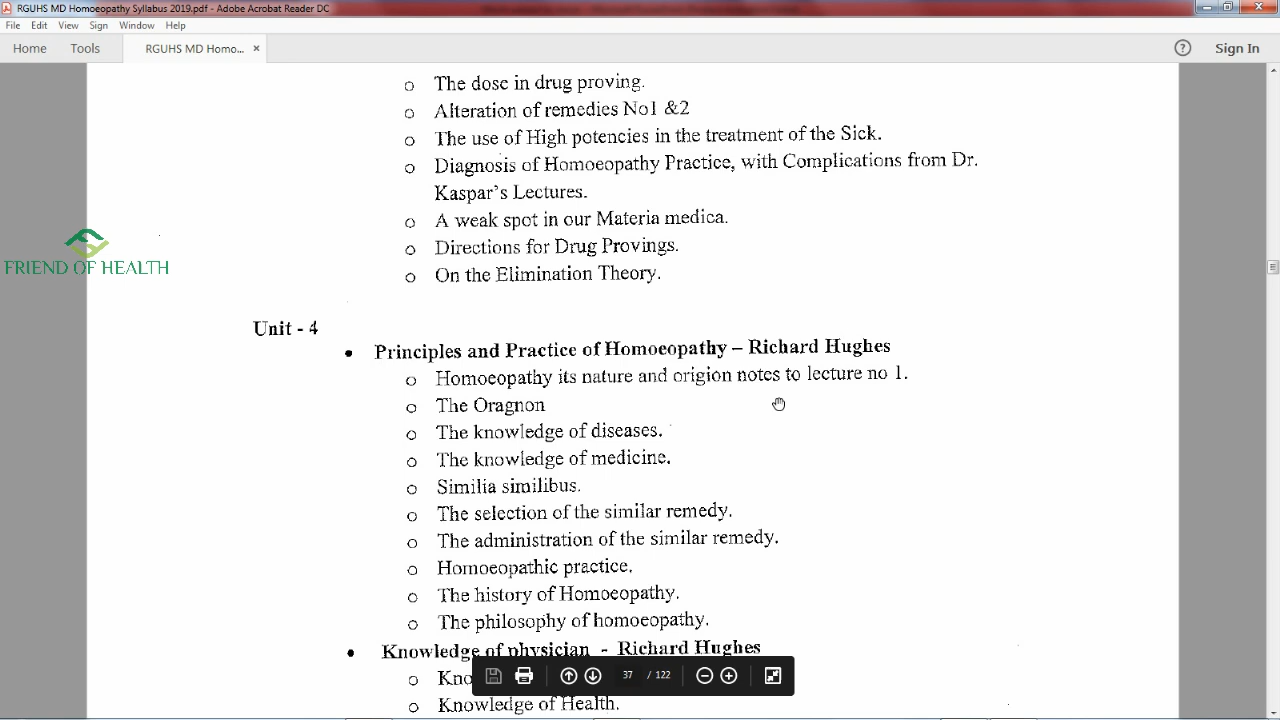 RGUHS MD Homoeopathy Syllabus 2019.pdf - Adobe Acrobat Reader DC
File Edit View Sign Window Help
Home Tools RGUHS MD Homo... × ? Sign In
o The dose in drug proving.
o Alteration of remedies No1 &2
o The use of High potencies in the treatment of the Sick.
o Diagnosis of Homoeopathy Practice, with Complications from Dr.
Kaspar's Lectures.
o A weak spot in our Materia medica.
FRIEND OF HEALTH
o Directions for Drug Provings.
o On the Elimination Theory.
Unit - 4
• Principles and Practice of Homoeopathy – Richard Hughes
o Homoeopathy its nature and origion notes to lecture no 1.
o The Oragnon
o The knowledge of diseases.
o The knowledge of medicine.
o Similia similibus.
o The selection of the similar remedy.
o The administration of the similar remedy.
o Homoeopathic practice.
o The history of Homoeopathy.
o The philosophy of homoeopathy.
• Knowledge of physician - Richard Hughes
o Kno
37 / 122
o Knowledge of Health.